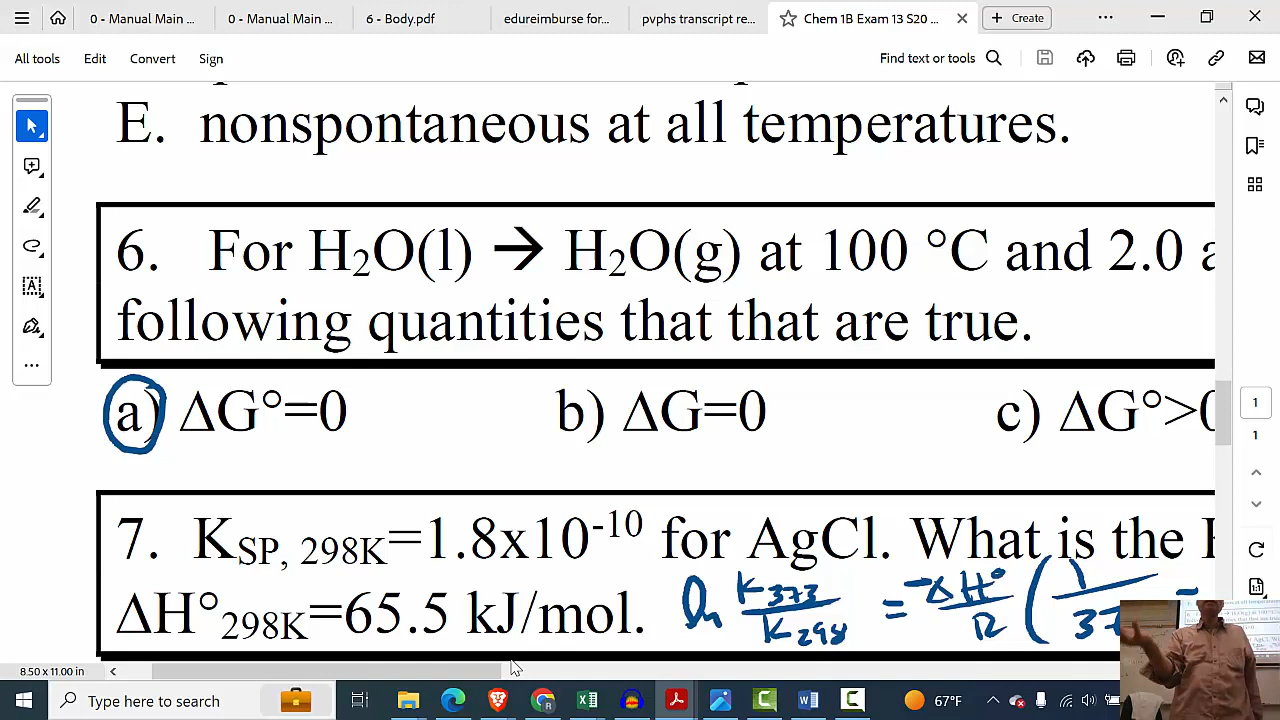 0 - Manual Main ...
0 - Manual Main ...
6 - Body.pdf
edureimburse for...
pvphs transcript re...
Chem 1B Exam 13 S20 ...
Create
All tools
Edit
Convert
Sign
Find text or tools
E. nonspontaneous at all temperatures.
6. For H₂O(l) → H₂O(g) at 100 °C and 2.0 a
following quantities that that are true.
a) ΔG°=0
b) ΔG=0
c) ΔG°>0
7. K_SP, 298K=1.8x10⁻¹⁰ for AgCl. What is the
ΔH°₂₉₈K=65.5 kJ/mol.
ln K373/K298 = -ΔH°/R (1/37 -
1
1
8.50 x 11.00 in
Type here to search
67°F